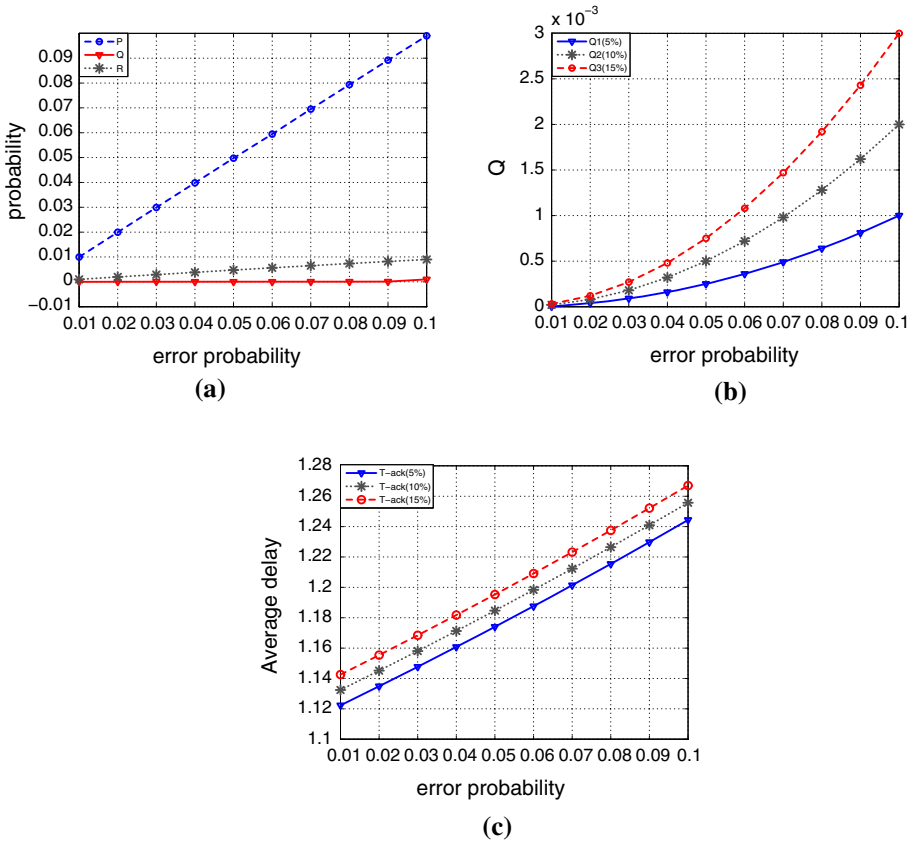 P
Q
R
0.09
0.08
0.07
0.06
0.05
0.04
0.03
0.02
0.01
0
−0.01
probability
0.01 0.02 0.03 0.04 0.05 0.06 0.07 0.08 0.09 0.1
error probability
(a)
x 10⁻³
Q1(5%)
Q2(10%)
Q3(15%)
3
2.5
2
1.5
1
0.5
0
Q
0.01 0.02 0.03 0.04 0.05 0.06 0.07 0.08 0.09 0.1
error probability
(b)
T−ack(5%)
T−ack(10%)
T−ack(15%)
1.28
1.26
1.24
1.22
1.2
1.18
1.16
1.14
1.12
1.1
Average delay
0.01 0.02 0.03 0.04 0.05 0.06 0.07 0.08 0.09 0.1
error probability
(c)